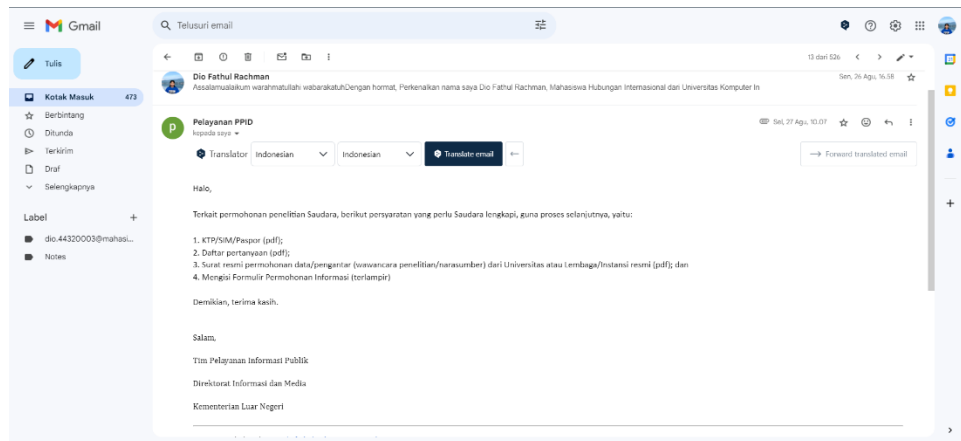 Gmail
Telusuri email
Tulis
13 dari 526
Kotak Masuk 473
Berbintang
Ditunda
Terkirim
Draf
Selengkapnya
Label
dio.44320003@mahasi...
Notes
Dio Fathul Rachman
Sen, 26 Agu, 16.58
Assalamualaikum warahmatullahi wabarakatuhDengan hormat, Perkenalkan nama saya Dio Fathul Rachman, Mahasiswa Hubungan Internasional dari Universitas Komputer In
Pelayanan PPID
Sel, 27 Agu, 10.07
kepada saya
Translator Indonesian Indonesian Translate email
Forward translated email
Halo,
Terkait permohonan penelitian Saudara, berikut persyaratan yang perlu Saudara lengkapi, guna proses selanjutnya, yaitu:
1. KTP/SIM/Paspor (pdf);
2. Daftar pertanyaan (pdf);
3. Surat resmi permohonan data/pengantar (wawancara penelitian/narasumber) dari Universitas atau Lembaga/Instansi resmi (pdf); dan
4. Mengisi Formulir Permohonan Informasi (terlampir)
Demikian, terima kasih.
Salam,
Tim Pelayanan Informasi Publik
Direktorat Informasi dan Media
Kementerian Luar Negeri